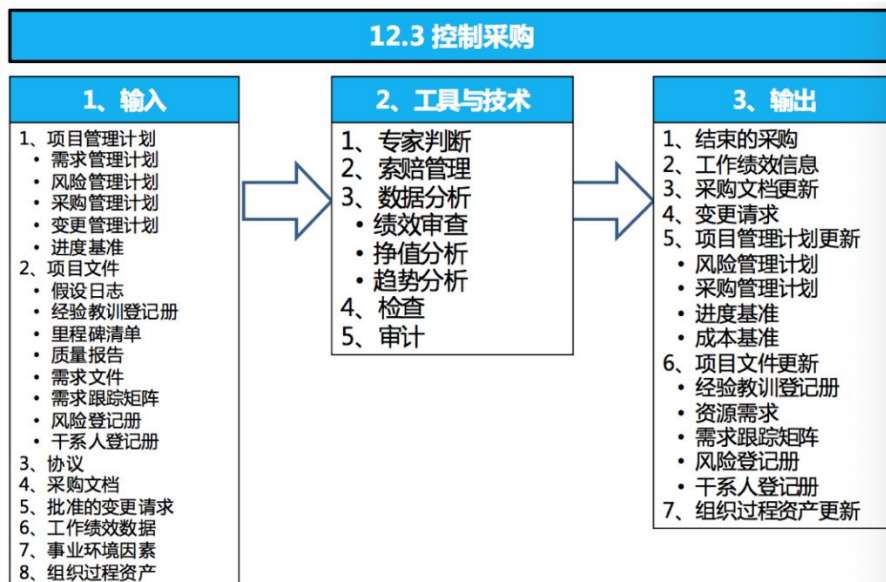 12.3 控制采购
1、输入
1、项目管理计划
• 需求管理计划
• 风险管理计划
• 采购管理计划
• 变更管理计划
• 进度基准
2、项目文件
• 假设日志
• 经验教训登记册
• 里程碑清单
• 质量报告
• 需求文件
• 需求跟踪矩阵
• 风险登记册
• 干系人登记册
3、协议
4、采购文档
5、批准的变更请求
6、工作绩效数据
7、事业环境因素
8、组织过程资产
2、工具与技术
1、专家判断
2、索赔管理
3、数据分析
• 绩效审查
• 挣值分析
• 趋势分析
4、检查
5、审计
3、输出
1、结束的采购
2、工作绩效信息
3、采购文档更新
4、变更请求
5、项目管理计划更新
• 风险管理计划
• 采购管理计划
• 进度基准
• 成本基准
6、项目文件更新
• 经验教训登记册
• 资源需求
• 需求跟踪矩阵
• 风险登记册
• 干系人登记册
7、组织过程资产更新